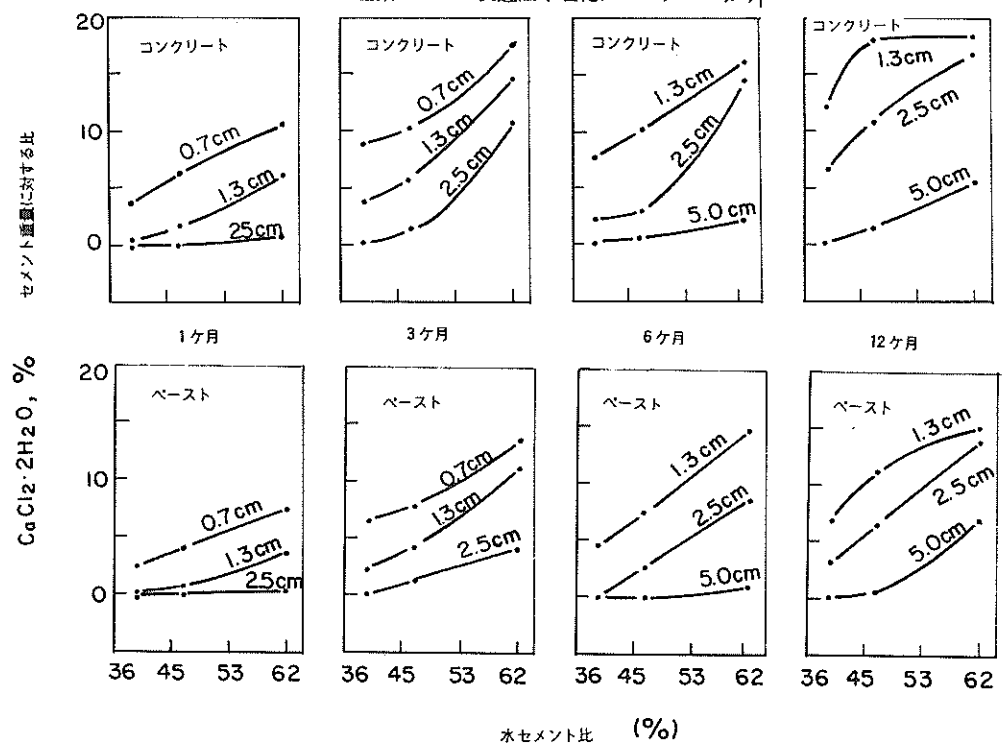 コンクリート
コンクリート
コンクリート
コンクリート
20
10
0
0.7cm
1.3cm
25cm
0.7cm
1.3cm
2.5cm
1.3cm
2.5cm
5.0cm
1.3cm
2.5cm
5.0cm
セメント重量に対する比
1ケ月
3ケ月
6ケ月
12ケ月
CaCl2・2H2O, %
ペースト
ペースト
ペースト
ペースト
20
10
0
0.7cm
1.3cm
25cm
0.7cm
1.3cm
2.5cm
1.3cm
2.5cm
5.0cm
1.3cm
2.5cm
5.0cm
36 45 53 62
36 45 53 62
36 45 53 62
36 45 53 62
水セメント比 (%)